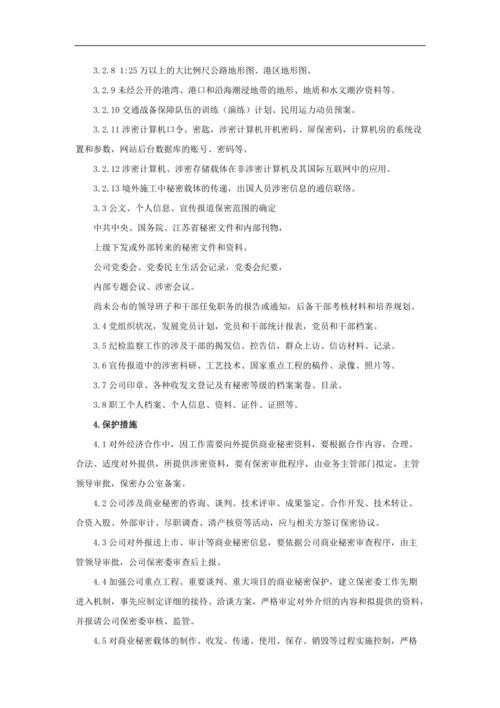 3.2.8 1:25万以上的大比例尺公路地形图、港区地形图。
3.2.9 未经公开的港湾、港口和沿海潮浸地带的地形、地质和水文潮汐资料等。
3.2.10 交通战备保障队伍的训练（演练）计划、民用运力动员预案。
3.2.11 涉密计算机口令、密匙，涉密计算机开机密码、屏保密码，计算机房的系统设
置和参数，网站后台数据库的账号、密码等。
3.2.12 涉密计算机、涉密存储载体在非涉密计算机及其国际互联网中的应用。
3.2.13 境外施工中秘密载体的传递，出国人员涉密信息的通信联络。
3.3 公文、个人信息、宣传报道保密范围的确定
中共中央、国务院、江苏省秘密文件和内部刊物，
上级下发或外部转来的秘密文件和资料。
公司党委会、党委民主生活会记录，党委会纪要，
内部专题会议、涉密会议。
尚未公布的领导班子和干部任免职务的报告或通知，后备干部考核材料和培养规划。
3.4 党组织状况，发展党员计划，党员和干部统计报表，党员和干部档案。
3.5 纪检监察工作的涉及干部的揭发信、控告信，群众上访、信访材料、记录。
3.6 宣传报道中的涉密科研、工艺技术、国家重点工程的稿件、录像、照片等。
3.7 公司印章、各种收发文登记及有秘密等级的档案案卷、目录。
3.8 职工个人档案、个人信息、资料、证件、证照等。
4.保护措施
4.1 对外经济合作中，因工作需要向外提供商业秘密资料，要根据合作内容，合理、
合法、适度对外提供，所提供涉密资料，要有保密审批程序，由业务主管部门拟定，主管
领导审批，保密办公室备案。
4.2 公司涉及商业秘密的咨询、谈判、技术评审、成果鉴定、合作开发、技术转让、
合资入股、外部审计、尽职调查、清产核资等活动，应与相关方签订保密协议。
4.3 公司对外报送上市、审计等商业秘密信息，要依据公司商业秘密审查程序，由主
管领导审批，公司保密委审查后上报。
4.4 加强公司重点工程、重要谈判、重大项目的商业秘密保护，建立保密委工作先期
进入机制，事先应制定详细的接待、洽谈方案，严格审定对外介绍的内容和拟提供的资料，
并报请公司保密委审核、监管。
4.5 对商业秘密载体的制作、收发、传递、使用、保存、销毁等过程实施控制，严格